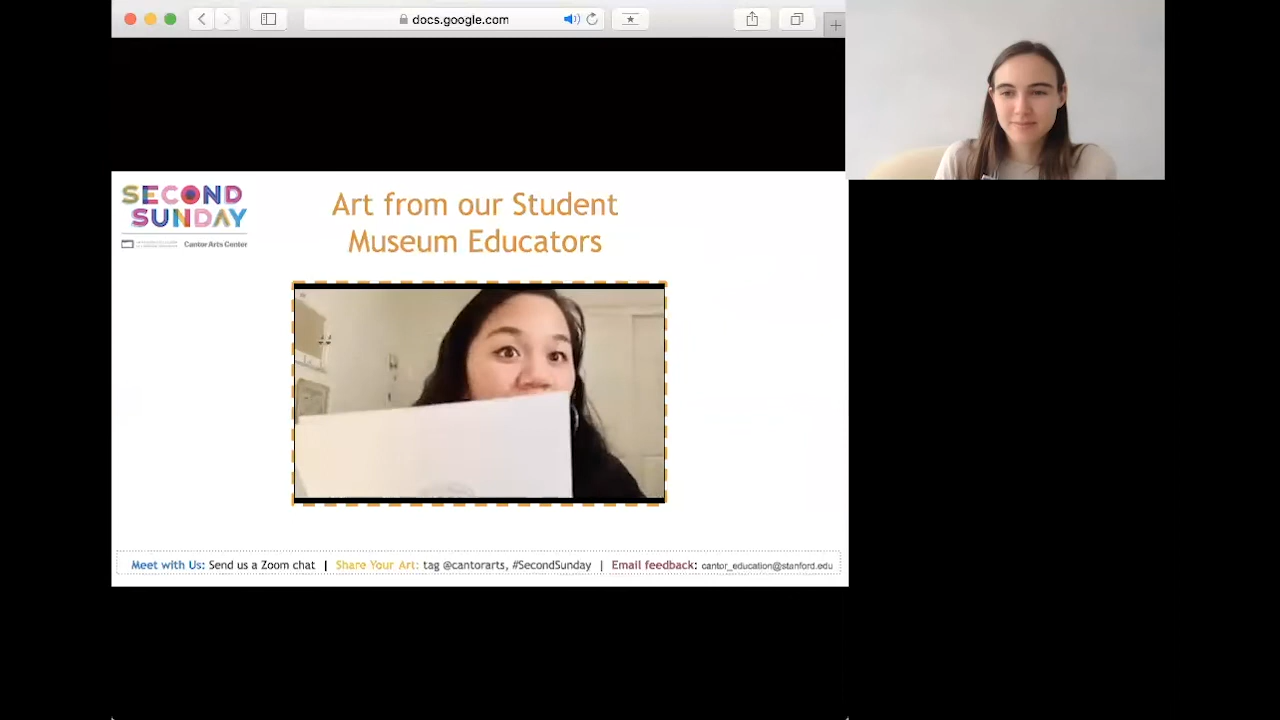 docs.google.com
SECOND
SUNDAY
Cantor Arts Center
Art from our Student
Museum Educators
Meet with Us: Send us a Zoom chat | Share Your Art: tag @cantorarts, #SecondSunday | Email feedback: cantor_education@stanford.edu